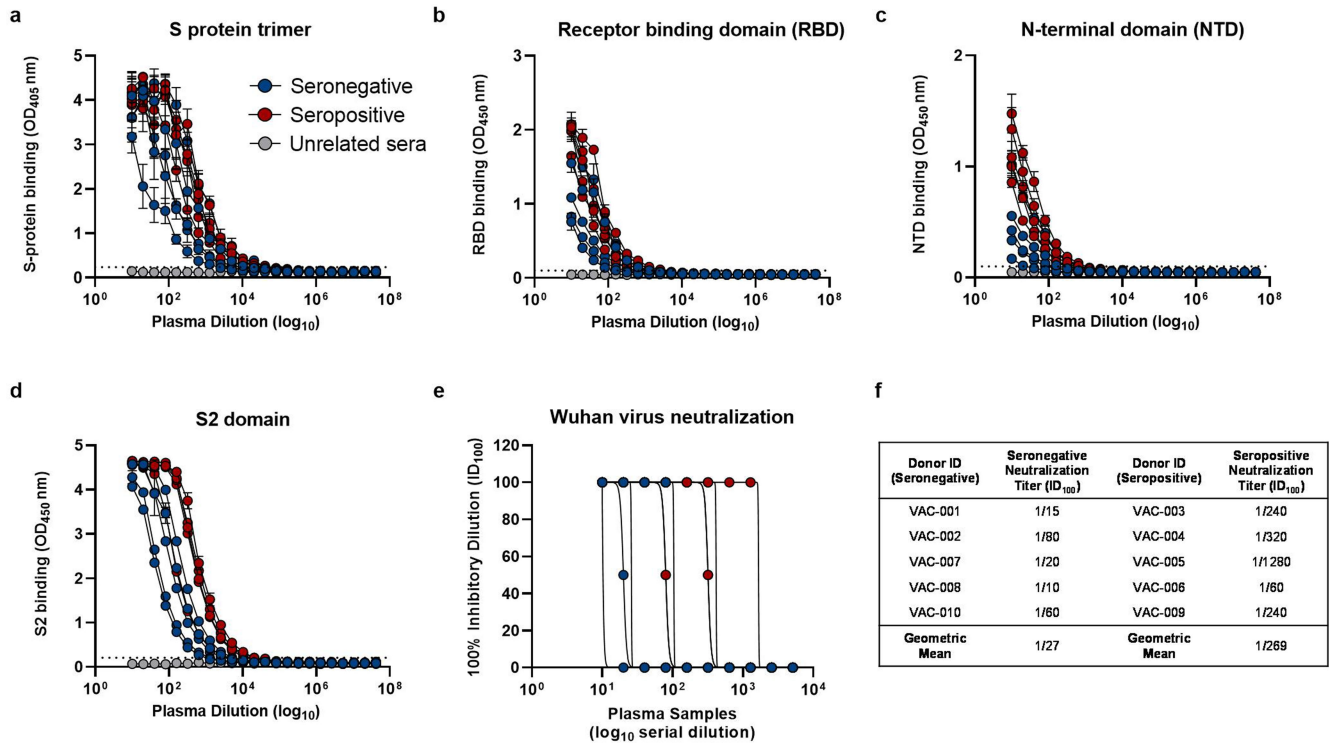 a
S protein trimer
S-protein binding (OD405 nm)
5
4
3
2
1
0
10^0 10^2 10^4 10^6 10^8
Plasma Dilution (log10)
Seronegative
Seropositive
Unrelated sera
b
Receptor binding domain (RBD)
RBD binding (OD450 nm)
3
2
1
0
10^0 10^2 10^4 10^6 10^8
Plasma Dilution (log10)
c
N-terminal domain (NTD)
NTD binding (OD450 nm)
2
1
0
10^0 10^2 10^4 10^6 10^8
Plasma Dilution (log10)
d
S2 domain
S2 binding (OD450 nm)
5
4
3
2
1
0
10^0 10^2 10^4 10^6 10^8
Plasma Dilution (log10)
e
Wuhan virus neutralization
100% Inhibitory Dilution (ID100)
120
100
80
60
40
20
0
10^0 10^1 10^2 10^3 10^4
Plasma Samples
(log10 serial dilution)
f
Donor ID (Seronegative) Seronegative Neutralization Titer (ID100) Donor ID (Seropositive) Seropositive Neutralization Titer (ID100)
VAC-001 1/15 VAC-003 1/240
VAC-002 1/80 VAC-004 1/320
VAC-007 1/20 VAC-005 1/1280
VAC-008 1/10 VAC-006 1/60
VAC-010 1/60 VAC-009 1/240
Geometric Mean 1/27 Geometric Mean 1/269